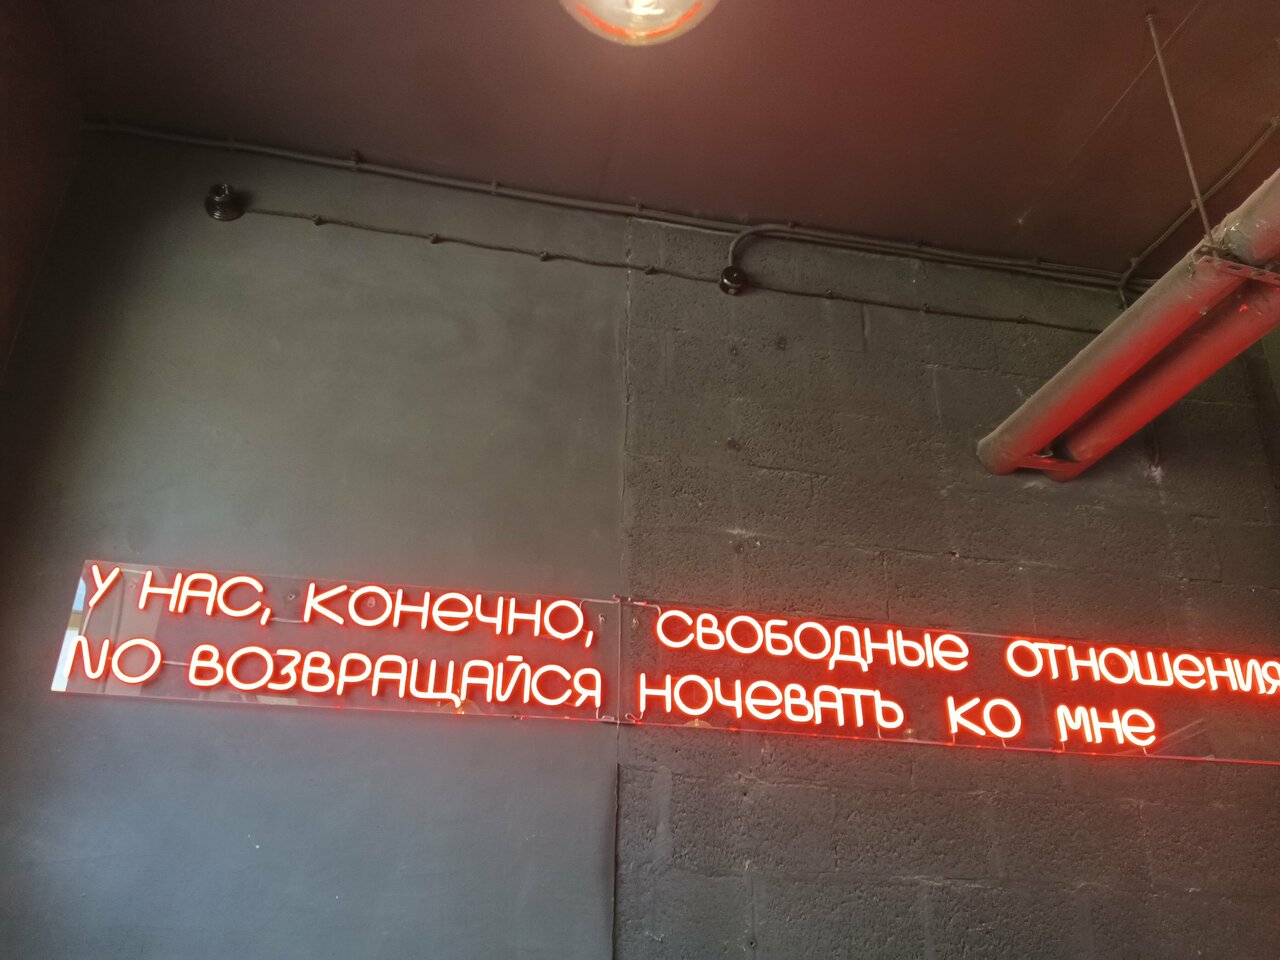 У НАС, КОНЕЧНО, СВОБОДНЫЕ ОТНОШЕНИЯ
NO ВОЗВРАЩАЙСЯ НОЧЕВАТЬ КО МНЕ